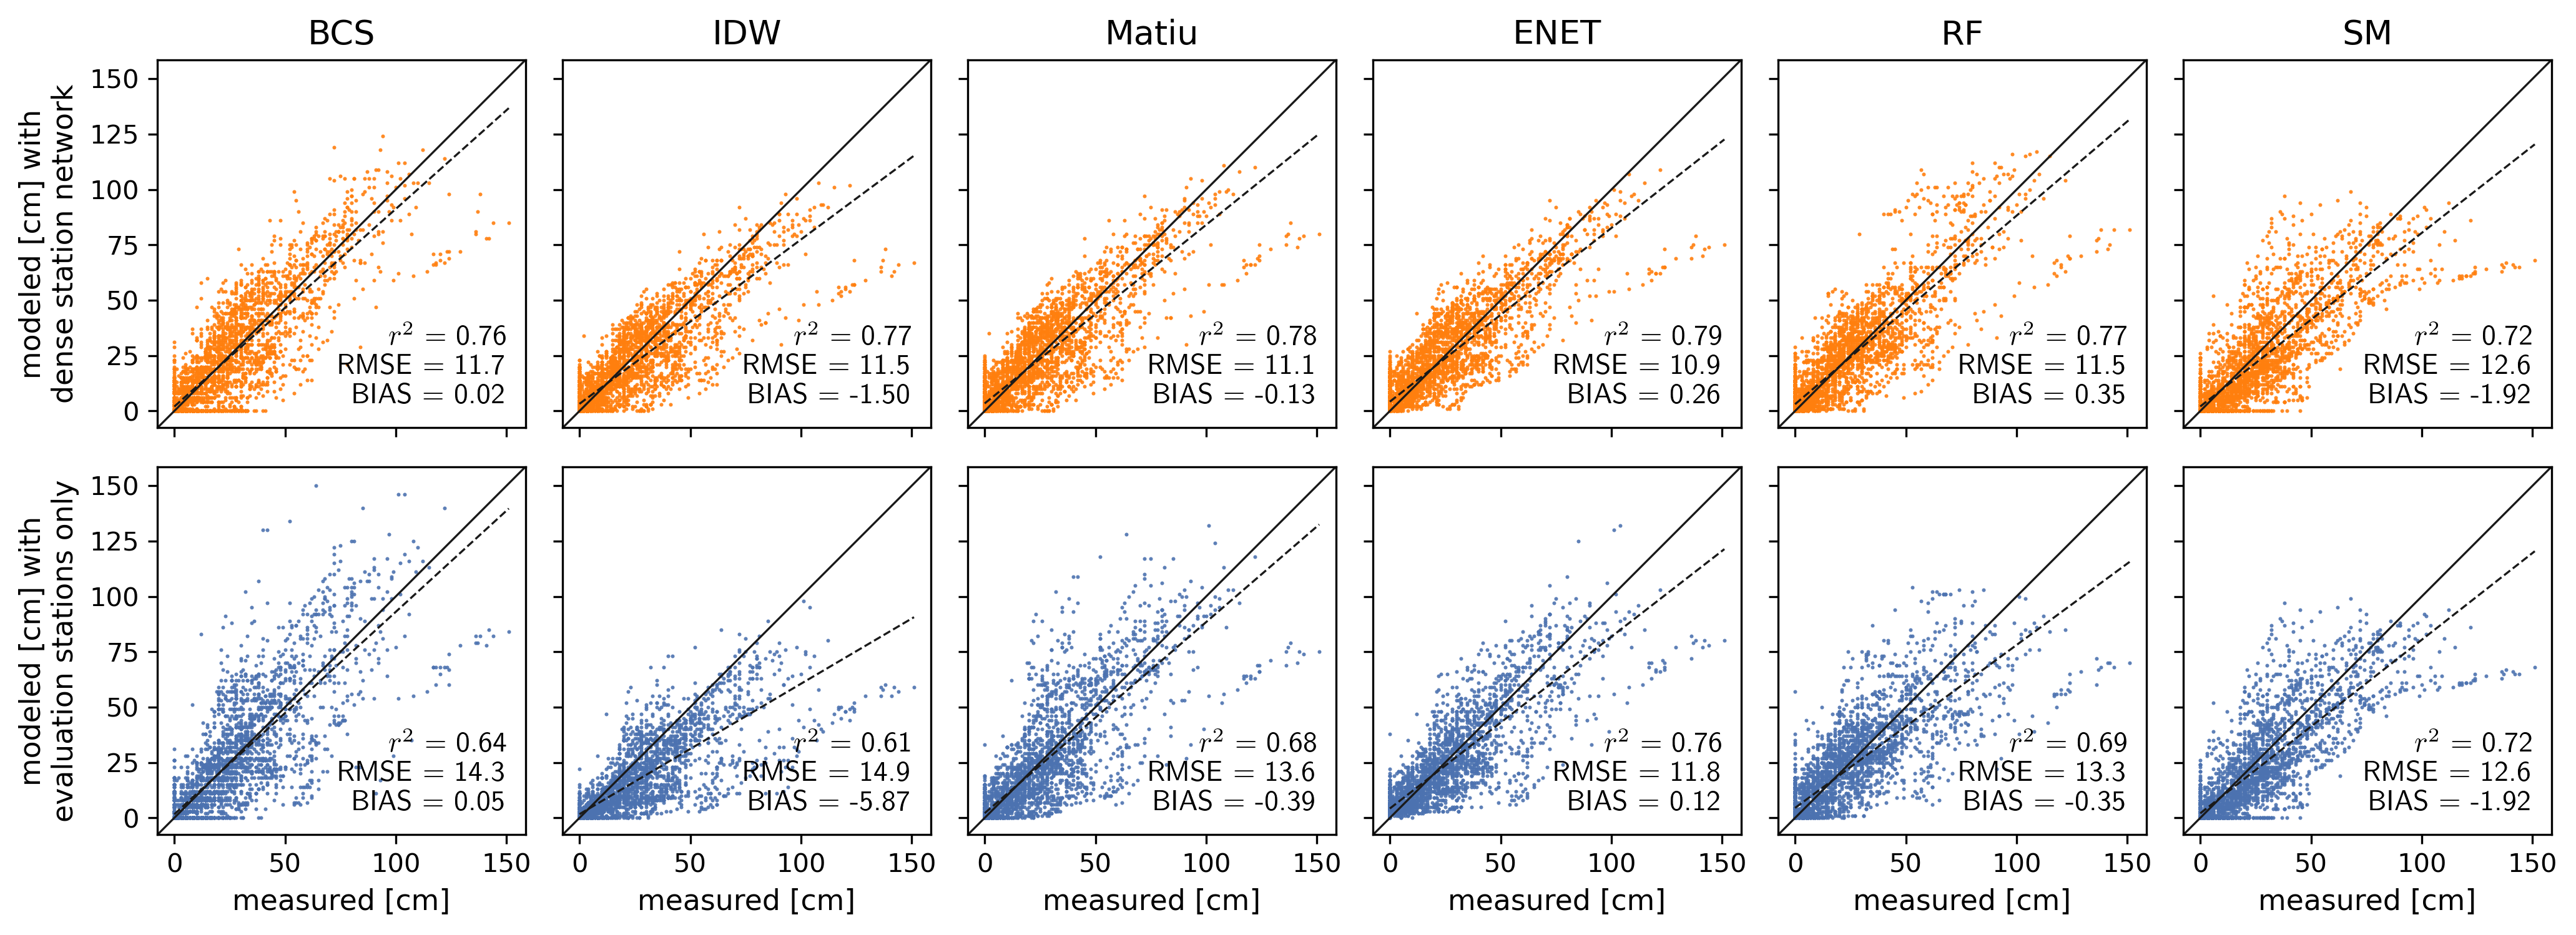 BCS
IDW
Matiu
ENET
RF
SM
modeled [cm] with
dense station network
150
125
100
75
50
25
0
r² = 0.76
RMSE = 11.7
BIAS = 0.02
r² = 0.77
RMSE = 11.5
BIAS = -1.50
r² = 0.78
RMSE = 11.1
BIAS = -0.13
r² = 0.79
RMSE = 10.9
BIAS = 0.26
r² = 0.77
RMSE = 11.5
BIAS = 0.35
r² = 0.72
RMSE = 12.6
BIAS = -1.92
modeled [cm] with
evaluation stations only
150
125
100
75
50
25
0
r² = 0.64
RMSE = 14.3
BIAS = 0.05
r² = 0.61
RMSE = 14.9
BIAS = -5.87
r² = 0.68
RMSE = 13.6
BIAS = -0.39
r² = 0.76
RMSE = 11.8
BIAS = 0.12
r² = 0.69
RMSE = 13.3
BIAS = -0.35
r² = 0.72
RMSE = 12.6
BIAS = -1.92
0 50 100 150
0 50 100 150
0 50 100 150
0 50 100 150
0 50 100 150
0 50 100 150
measured [cm]
measured [cm]
measured [cm]
measured [cm]
measured [cm]
measured [cm]